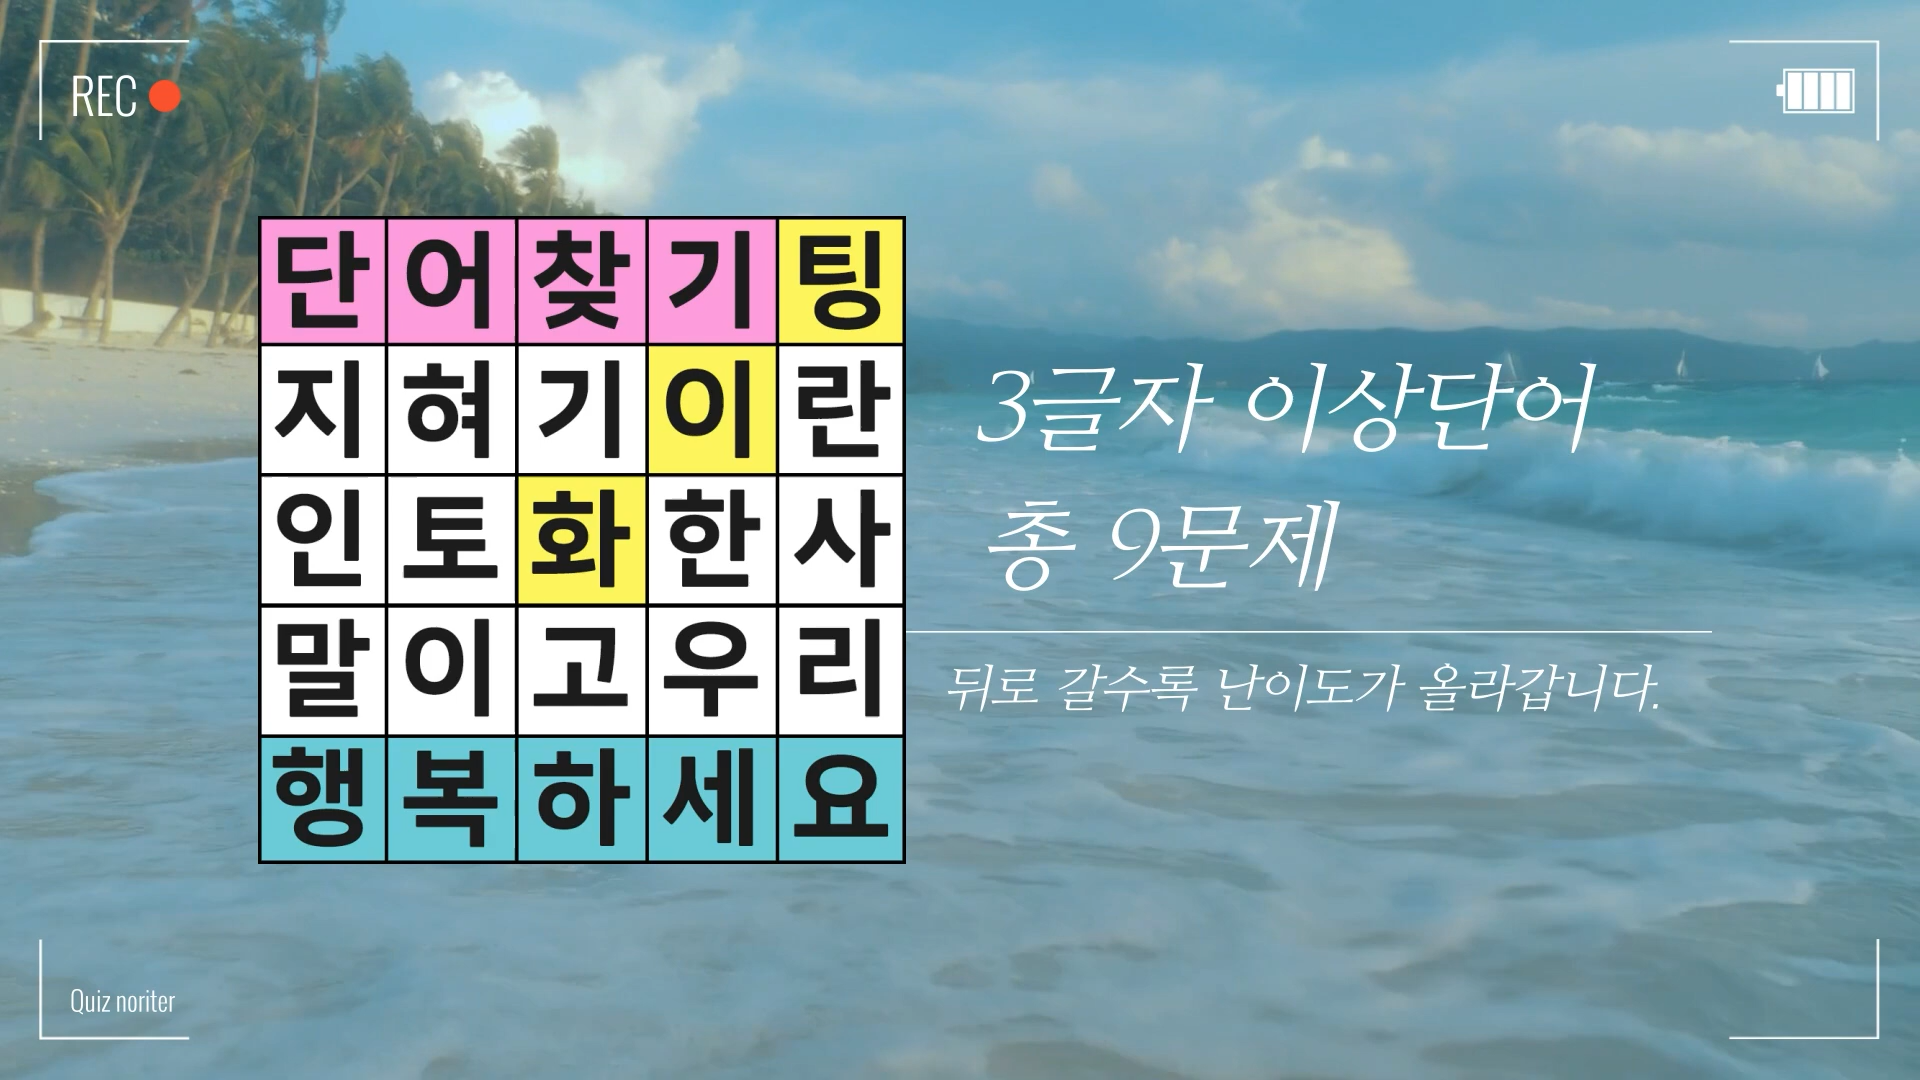 REC
단어찾기팅
지혀기이란
인토화한사
말이고우리
행복하세요
3글자 이상단어
총 9문제
뒤로 갈수록 난이도가 올라갑니다.
Quiz noriter